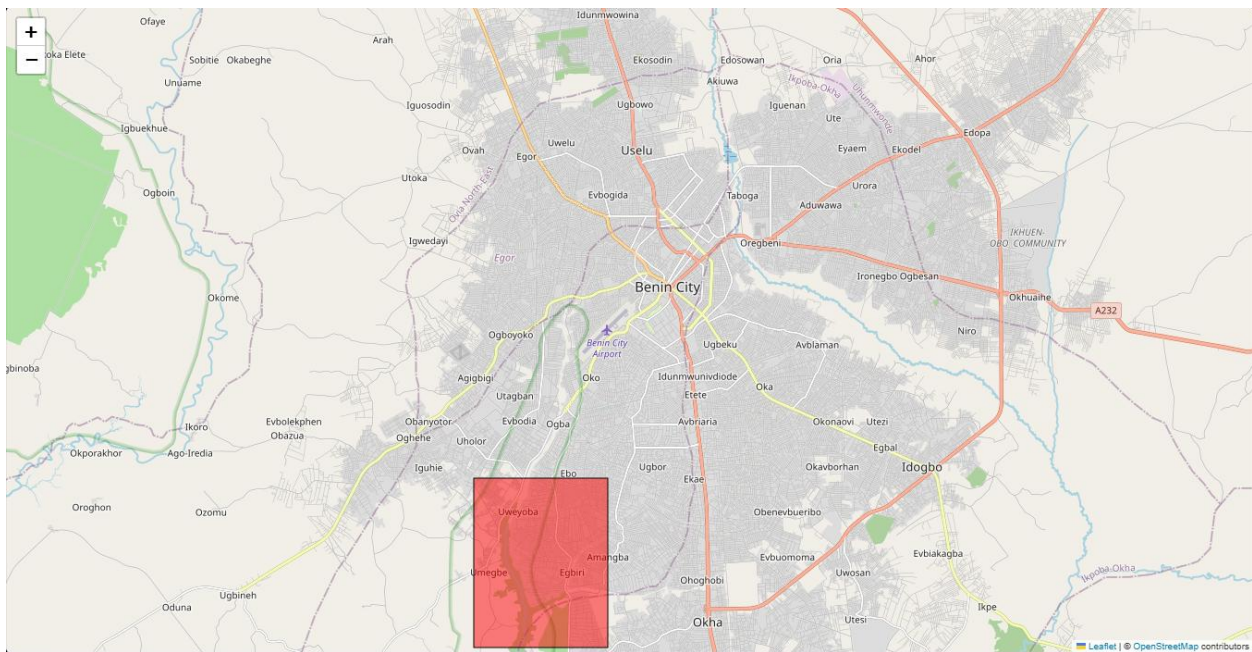 +
−
Ofaye
Idunmwowina
Arah
Oria
Ahor
oka Elete
Sobitie
Okabeghe
Ekosodin
Edosowan
Unuame
Akiuwa
Ikpoba-Okha
Uhunmwonde
Iguosodin
Ugbowo
Iguenan
Ute
Igbuekhue
Edopa
Uwelu
Ovah
Egor
Uselu
Eyaem
Ekodel
Utoka
Ogboin
Evbogida
Taboga
Urora
Ovia North East
Aduwawa
Igwedayi
Oregbeni
IKHUEN-
OBO COMMUNITY
Egor
Ironegbo Ogbesan
Benin City
Okome
Okhuaihe
A232
Ogboyoko
Benin City
Airport
Ugbeku
Avblaman
Niro
gbinoba
Agigbigi
Oko
Idunmwunivdiode
Oka
Utagban
Etete
Evbolekphen
Obanyotor
Evbodia
Ogba
Avbriaria
Okonaovi
Utezi
Ikoro
Obazua
Oghehe
Uholor
Egbal
Okporakhor
Ago-Iredia
Iguhie
Ebo
Ugbor
Okavborhan
Idogbo
Ekae
Oroghon
Ozomu
Uweyoba
Obenevbueribo
Amangba
Evbuomoma
Evbiakagba
Umegbe
Egbiri
Ohoghobi
Uwosan
Ikpoba Okha
Ugbineh
Oduna
Ikpe
Okha
Utesi
Leaflet | © OpenStreetMap contributors